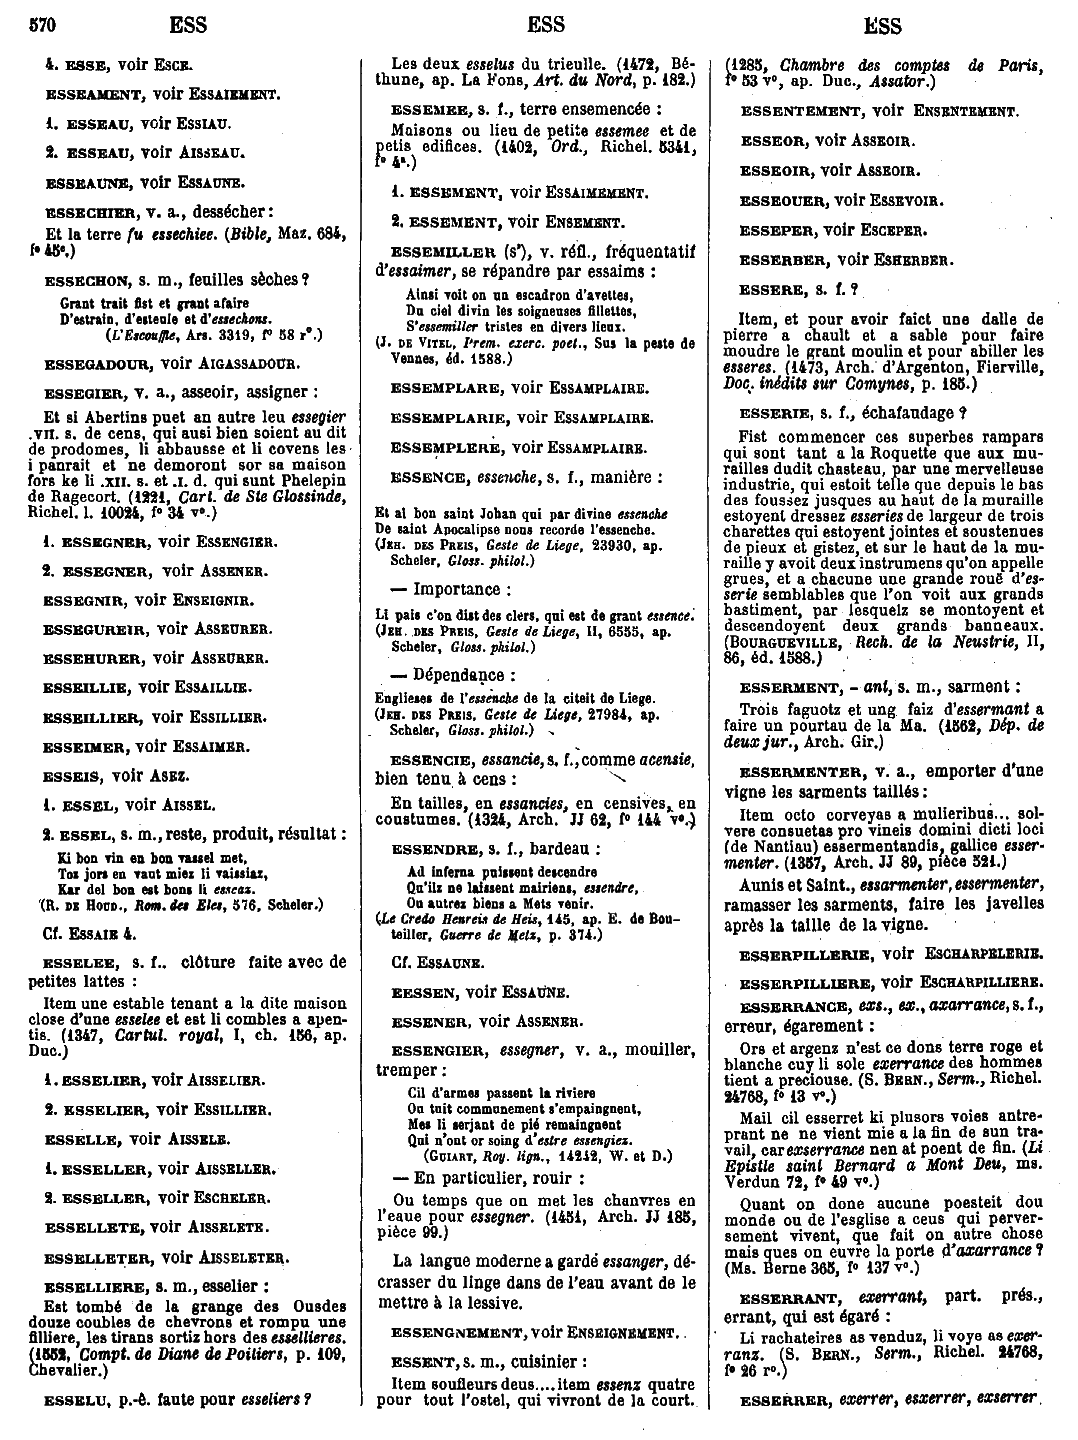 570 ESS ESS ESS
4. ESSE, voir ESCE.
ESSEAMENT, voir ESSAIEMENT.
1. ESSEAU, voir ESSIAU.
2. ESSEAU, voir AISSEAU.
ESSEAUNE, voir ESSAUNE.
ESSECHIER, v. a., dessécher :
Et la terre fu essechiee. (Bible, Maz. 684,
f° 45ª.)
ESSECHON, s. m., feuilles sèches ?
Grant trait fist et grant afaire
D'estrain, d'esteule et d'essechons.
(L'Escouffle, Ars. 3319, f° 58 r°.)
ESSEGADOUR, voir AIGASSADOUR.
ESSEGIER, v. a., asseoir, assigner :
Et si Abertins puet an autre leu essegier
.VII. s. de cens, qui ausi bien soient au dit
de prodomes, li abbausse et li covens les
i panrait et ne demoront sor sa maison
fors ke li .XII. s. et .I. d. qui sunt Phelepin
de Ragecort. (1221, Cart. de Ste Glossinde,
Richel. l. 10024, f° 34 v°.)
1. ESSEGNER, voir ESSENGIER.
2. ESSEGNER, voir ASSENER.
ESSEGNIR, voir ENSEIGNIR.
ESSEGUREIR, voir ASSEURER.
ESSEHURER, voir ASSEURER.
ESSEILLIE, voir ESSAILLIE.
ESSEILLIER, voir ESSILLIER.
ESSEIMER, voir ESSAIMER.
ESSEIS, voir ASEZ.
1. ESSEL, voir AISSEL.
2. ESSEL, s. m., reste, produit, résultat :
Ki bon vin en bon vassel met,
Toz jors en vaut miez li vaissiaz,
Kar del bon est bons li esseaz.
(R. DE HOUD., Rom. des Eles, 576, Scheler.)
Cf. ESSAIE 4.
ESSELEE, s. f.. clôture faite avec de
petites lattes :
Item une estable tenant a la dite maison
close d'une esselee et est li combles a apen-
tis. (1347, Cartul. royal, I, ch. 156, ap.
Duc.)
1. ESSELIER, voir AISSELIER.
2. ESSELIER, voir ESSILLIER.
ESSELLE, voir AISSELE.
1. ESSELLER, voir AISSELLER.
2. ESSELLER, voir ESCHELER.
ESSELLETE, voir AISSELETE.
ESSELLETER, voir AISSELETER.
ESSELLIERE, s. m., esselier :
Est tombé de la grange des Ousdes
douze coubles de chevrons et rompu une
filliere, les tirans sortiz hors des essellieres.
(1552, Compt. de Diane de Poitiers, p. 109,
Chevalier.)
ESSELU, p.-ê. faute pour esseliers ?
Les deux esselus du trieulle. (1472, Bé-
thune, ap. La Fons, Art. du Nord, p. 182.)
ESSEMEE, s. f., terre ensemencée :
Maisons ou lieu de petite essemee et de
petis edifices. (1402, Ord., Richel. 5341,
f° 4ª.)
1. ESSEMENT, voir ESSAIMEMENT.
2. ESSEMENT, voir ENSEMENT.
ESSEMILLER (s'), v. réfl., fréquentatif
d'essaimer, se répandre par essaims :
Ainsi voit on un escadron d'avettes,
Du ciel divin les soigneuses fillettes,
S'essemiller tristes en divers lieux.
(J. DE VITEL, Prem. exerc. poet., Sus la peste de
Vennes, éd. 1588.)
ESSEMPLARE, voir ESSAMPLAIRE.
ESSEMPLARIE, voir ESSAMPLAIRE.
ESSEMPLERE, voir ESSAMPLAIRE.
ESSENCE, essenche, s. f., manière :
Et al bon saint Johan qui par divine essenche
De saint Apocalipse nous recorde l'essenche.
(JEH. DES PREIS, Geste de Liege, 23930, ap.
Scheler, Gloss. philol.)
— Importance :
Li pais c'on dist des clers, qui est de grant essence.
(JEH. DES PREIS, Geste de Liege, II, 6555, ap.
Scheler, Gloss. philol.)
— Dépendance :
Englieses de l'essenche de la citeit de Liege.
(JEH. DES PREIS, Geste de Liege, 27984, ap.
Scheler, Gloss. philol.)
ESSENCIE, essancie, s. f., comme acensie,
bien tenu à cens :
En tailles, en essancies, en censives, en
coustumes. (1324, Arch. JJ 62, f° 144 v°.)
ESSENDRE, s. f., bardeau :
Ad inferna puissent descendre
Qu'ilz ne laissent mairiens, essendre,
Ou autres biens a Mets venir.
(Le Credo Henreis de Heis, 145, ap. E. de Bou-
teiller, Guerre de Metz, p. 374.)
Cf. ESSAUNE.
EESSEN, voir ESSAUNE.
ESSENER, voir ASSENER.
ESSENGIER, essegner, v. a., mouiller,
tremper :
Cil d'armes passent la riviere
Ou tuit communement s'empaingnent,
Mes li serjant de pié remaingnent
Qui n'ont or soing d'estre essengiez.
(GUIART, Roy. lign., 14242, W. et D.)
— En particulier, rouir :
Ou temps que on met les chanvres en
l'eaue pour essegner. (1451, Arch. JJ 185,
pièce 99.)
La langue moderne a gardé essanger, dé-
crasser du linge dans de l'eau avant de le
mettre à la lessive.
ESSENGNEMENT, voir ENSEIGNEMENT.
ESSENT, s. m., cuisinier :
Item soufleurs deus.... item essenz quatre
pour tout l'ostel, qui vivront de la court.
(1285, Chambre des comptes de Paris,
f° 53 v°, ap. Duc., Assator.)
ESSENTEMENT, voir ENSENTEMENT.
ESSEOR, voir ASSEOIR.
ESSEOIR, voir ASSEOIR.
ESSEOUER, voir ESSEVOIR.
ESSEPER, voir ESCEPER.
ESSERBER, voir ESHERBER.
ESSERE, s. f. ?
Item, et pour avoir faict une dalle de
pierre a chault et a sable pour faire
moudre le grant moulin et pour abiller les
esseres. (1473, Arch. d'Argenton, Fierville,
Doc. inédits sur Comynes, p. 185.)
ESSERIE, s. f., échafaudage ?
Fist commencer ces superbes rampars
qui sont tant a la Roquette que aux mu-
railles dudit chasteau, par une merveilleuse
industrie, qui estoit telle que depuis le bas
des foussez jusques au haut de la muraille
estoyent dressez esseries de largeur de trois
charettes qui estoyent jointes et soustenues
de pieux et gistez, et sur le haut de la mu-
raille y avoit deux instrumens qu'on appelle
grues, et a chacune une grande rouë d'es-
serie semblables que l'on voit aux grands
bastiment, par lesquelz se montoyent et
descendoyent deux grands banneaux.
(BOURGUEVILLE, Rech. de la Neustrie, II,
86, éd. 1588.)
ESSERMENT, - ant, s. m., sarment :
Trois faguotz et ung faiz d'essermant a
faire un pourtau de la Ma. (1562, Dép. de
deux jur., Arch. Gir.)
ESSERMENTER, v. a., emporter d'une
vigne les sarments taillés :
Item octo corveyas a mulieribus... sol-
vere consuetas pro vineis domini dicti loci
(de Nantiau) essermentandis, gallice esser-
menter. (1357, Arch. JJ 89, pièce 321.)
Aunis et Saint., essarmenter, essermenter,
ramasser les sarments, faire les javelles
après la taille de la vigne.
ESSERPILLERIE, voir ESCHARPELERIE.
ESSERPILLIERE, voir ESCHARPILLIERE.
ESSERRANCE, exs., ex., axarrance, s. f.,
erreur, égarement :
Ors et argenz n'est ce dons terre roge et
blanche cuy li sole exerrance des hommes
tient a preciouse. (S. BERN., Serm., Richel.
24768, f° 13 v°.)
Mail cil esserret ki plusors voies antre-
prant ne ne vient mie a la fin de sun tra-
vail, car exserrance nen at poent de fin. (Li
Epistle saint Bernard a Mont Deu, ms.
Verdun 72, f° 49 v°.)
Quant on done aucune poesteit dou
monde ou de l'esglise a ceus qui perver-
sement vivent, que fait on autre chose
mais ques on euvre la porte d'axarrance ?
(Ms. Berne 365, f° 137 v°.)
ESSERRANT, exerrant, part. prés.,
errant, qui est égaré :
Li rachateires as venduz, li voye as exer-
ranz. (S. BERN., Serm., Richel. 24768,
f° 26 r°.)
ESSERRER, exerrer, esxerrer, exserrer